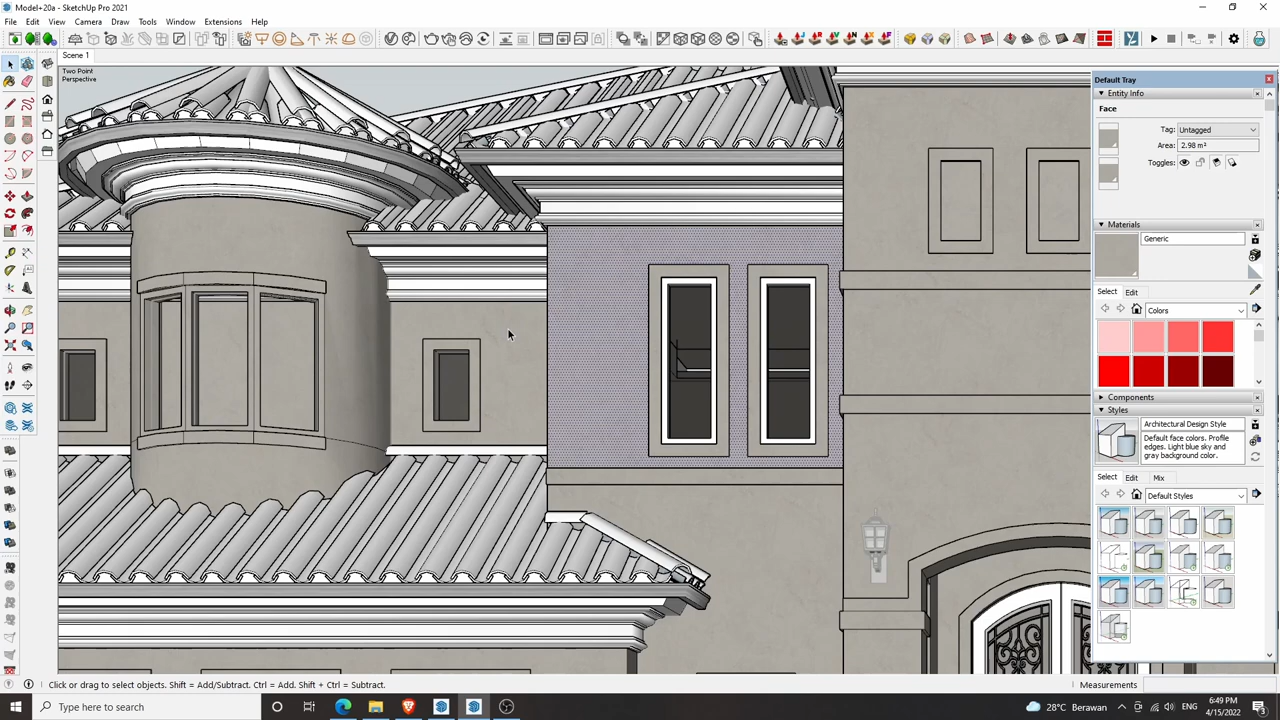 Model+20a - SketchUp Pro 2021
File Edit View Camera Draw Tools Window Extensions Help
Scene 1
Two Point
Perspective
Default Tray
Entity Info
Face
Tag: Untagged
Area: 2.98 m²
Toggles:
Materials
Generic
Select Edit
Colors
Components
Styles
Architectural Design Style
Default face colors. Profile
edges. Light blue sky and
gray background color.
Select Edit Mix
Default Styles
Click or drag to select objects. Shift = Add/Subtract. Ctrl = Add. Shift + Ctrl = Subtract.
Measurements
Type here to search
28°C Berawan
ENG
6:49 PM
4/15/2022
3